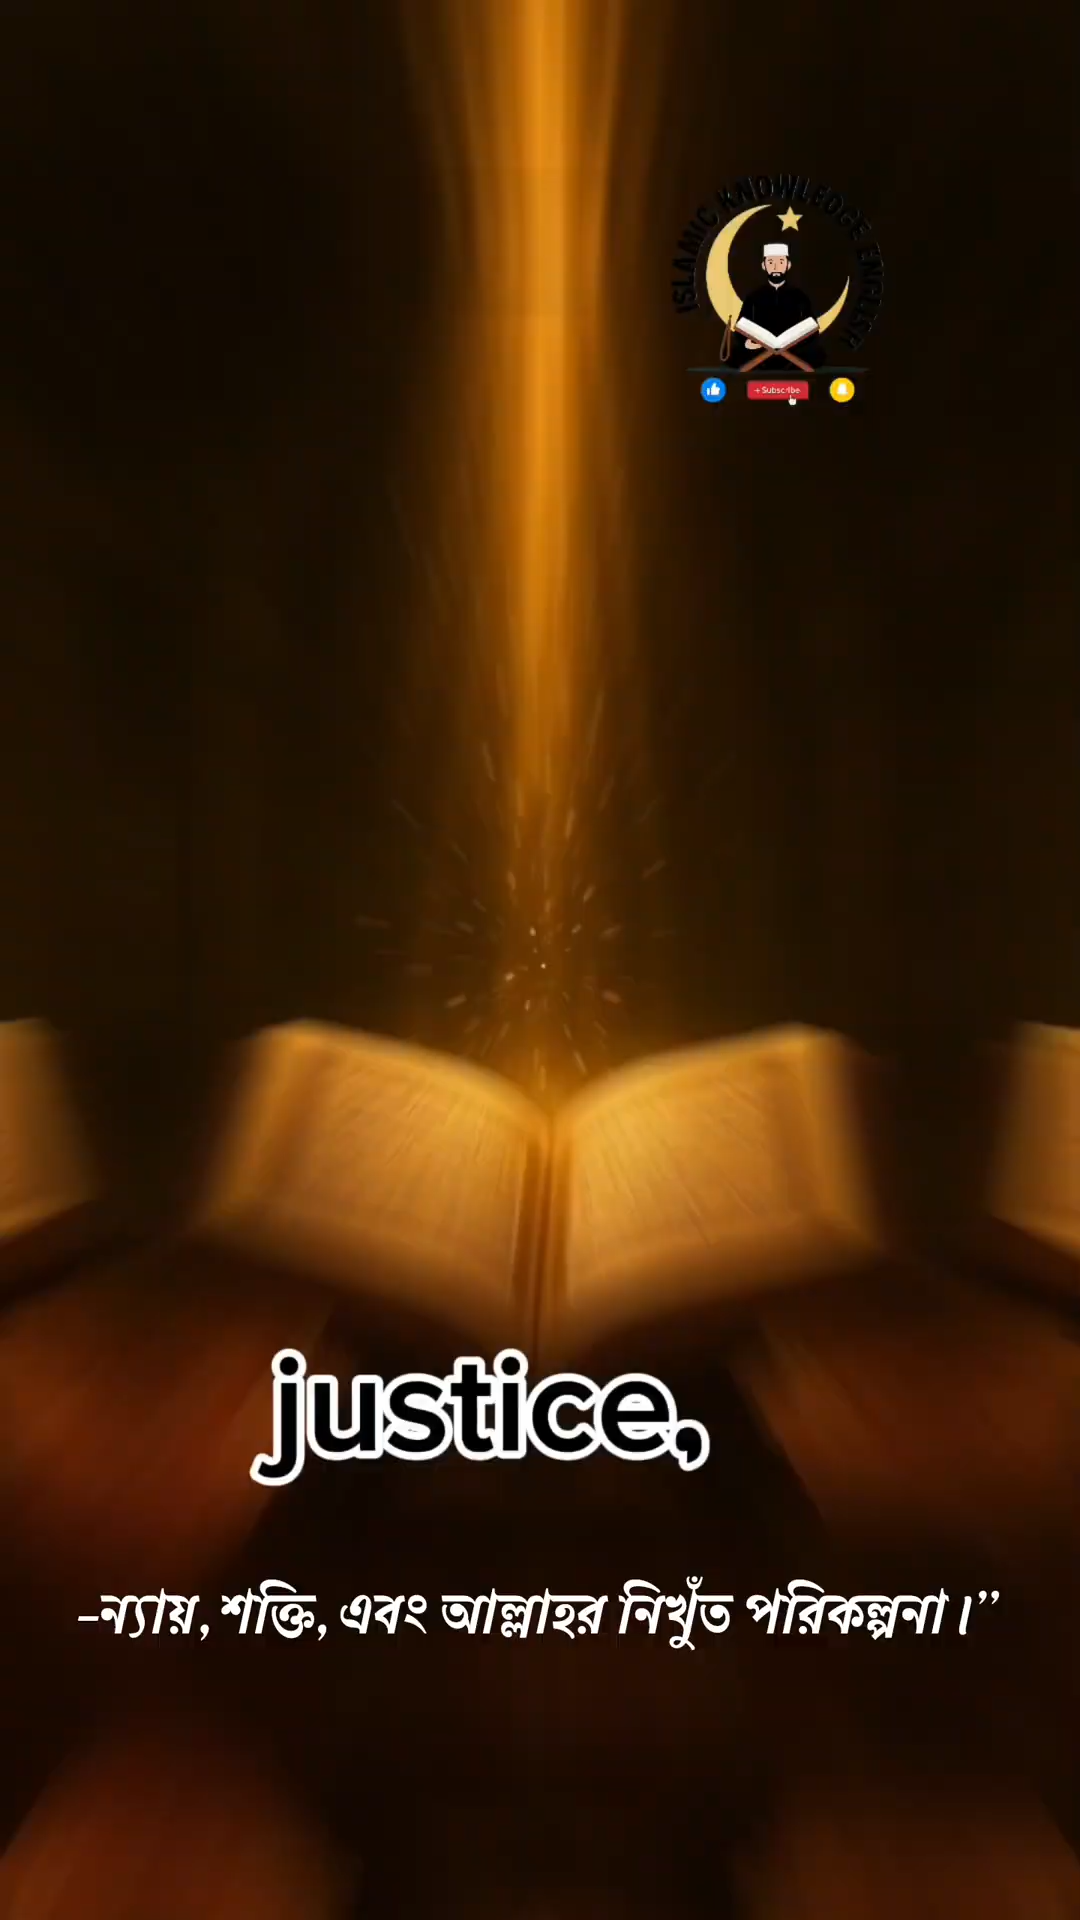 ISLAMIC KNOWLEDGE ENGLISH
+ Subscribe
justice,
–ন্যায়, শক্তি, এবং আল্লাহর নিখুঁত পরিকল্পনা।”